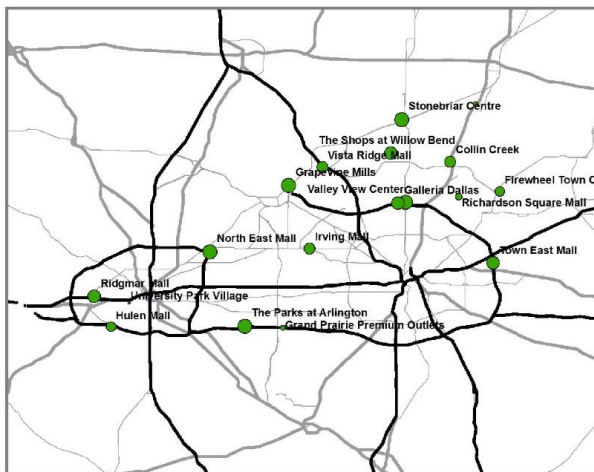 Stonebriar Centre
The Shops at Willow Bend
Vista Ridge Mall
Collin Creek
Grapevine Mills
Firewheel Town C
Valley View Center
Galleria Dallas
Richardson Square Mall
North East Mall
Irving Mall
Town East Mall
Ridgmar Mall
University Park Village
Hulen Mall
The Parks at Arlington
Grand Prairie Premium Outlets